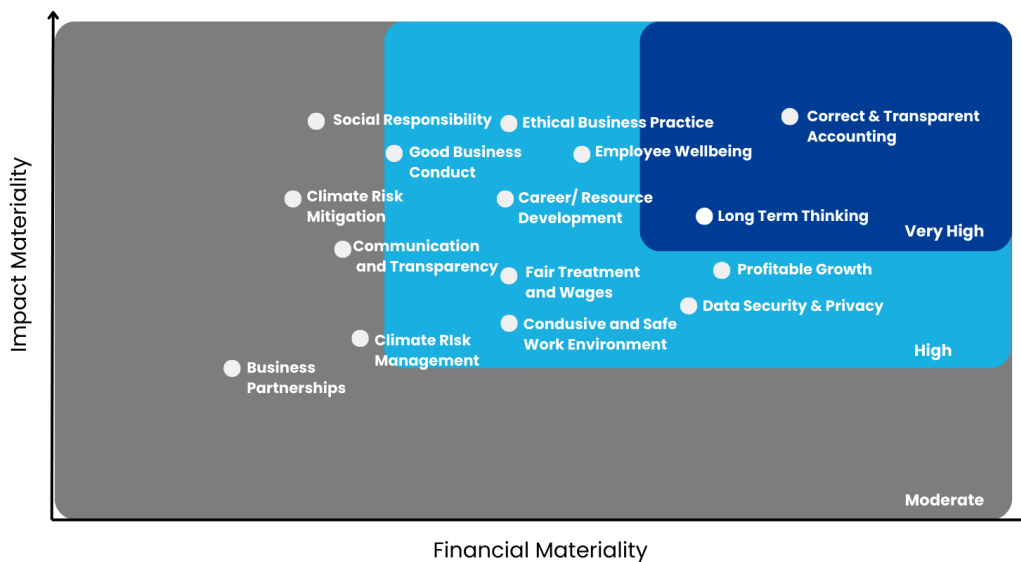 Impact Materiality
Social Responsibility
Ethical Business Practice
Correct & Transparent
Accounting
Good Business
Conduct
Employee Wellbeing
Climate Risk
Mitigation
Career/ Resource
Development
Long Term Thinking
Very High
Communication
and Transparency
Fair Treatment
and Wages
Profitable Growth
Data Security & Privacy
Condusive and Safe
Work Environment
Climate RIsk
Management
High
Business
Partnerships
Moderate
Financial Materiality